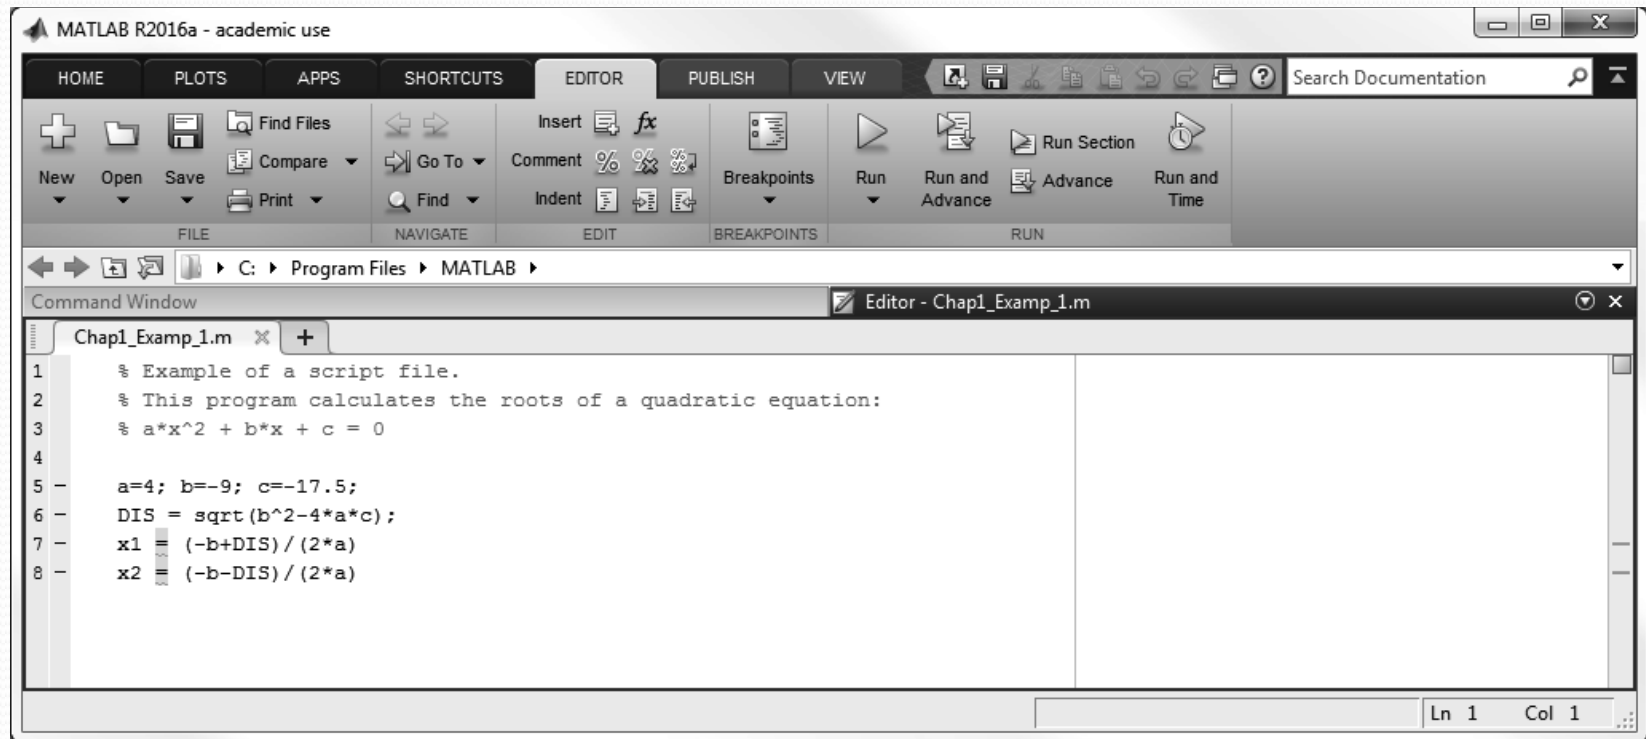 MATLAB R2016a - academic use
HOME PLOTS APPS SHORTCUTS EDITOR PUBLISH VIEW Search Documentation
New Open Save Find Files Compare Print
FILE
Go To Find
NAVIGATE
Insert fx
Comment
Indent
EDIT
Breakpoints
BREAKPOINTS
Run Run and Advance Run Section Advance Run and Time
RUN
C: Program Files MATLAB
Command Window
Editor - Chap1_Examp_1.m
Chap1_Examp_1.m +
1 % Example of a script file.
2 % This program calculates the roots of a quadratic equation:
3 % a*x^2 + b*x + c = 0
4
5 – a=4; b=-9; c=-17.5;
6 – DIS = sqrt(b^2-4*a*c);
7 – x1 = (-b+DIS)/(2*a)
8 – x2 = (-b-DIS)/(2*a)
Ln 1 Col 1